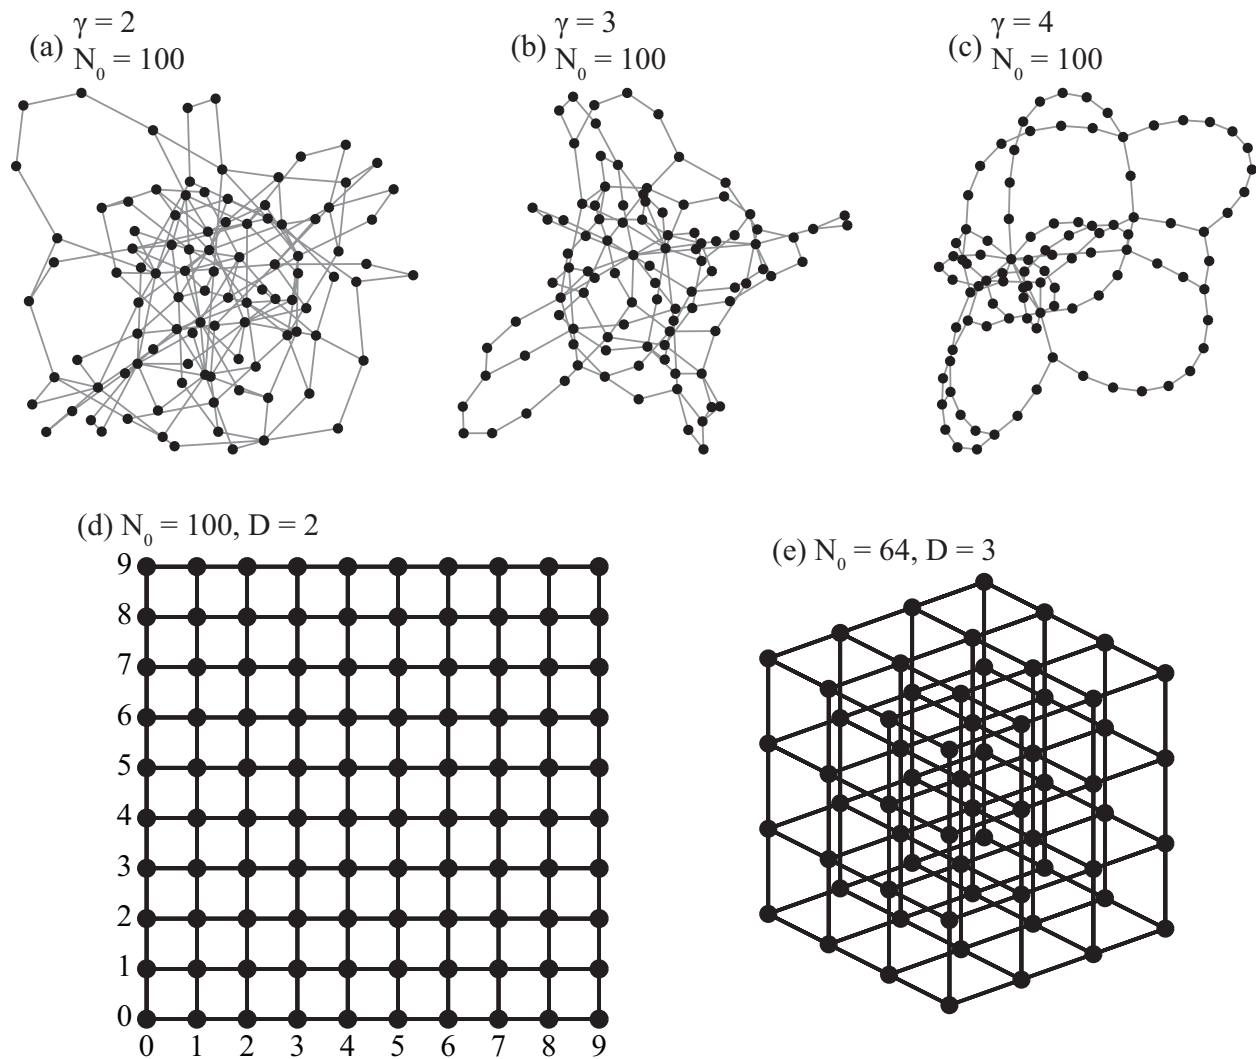 (a) γ = 2
N₀ = 100
(b) γ = 3
N₀ = 100
(c) γ = 4
N₀ = 100
(d) N₀ = 100, D = 2
9
8
7
6
5
4
3
2
1
0
0 1 2 3 4 5 6 7 8 9
(e) N₀ = 64, D = 3